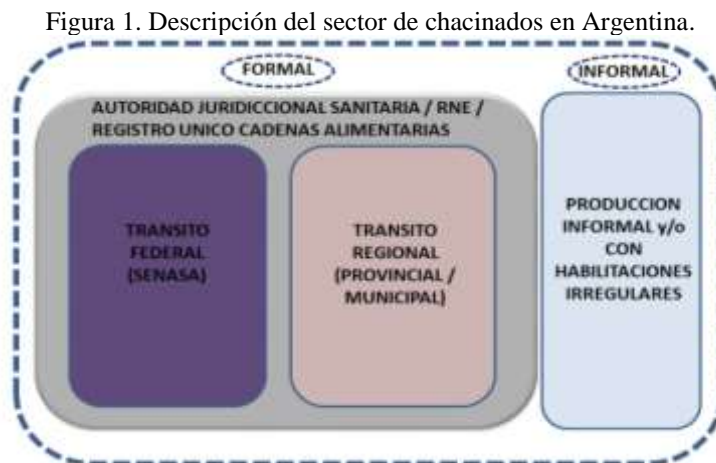 Figura 1. Descripción del sector de chacinados en Argentina.
FORMAL
INFORMAL
AUTORIDAD JURIDICCIONAL SANITARIA / RNE /
REGISTRO UNICO CADENAS ALIMENTARIAS
TRANSITO
FEDERAL
(SENASA)
TRANSITO
REGIONAL
(PROVINCIAL /
MUNICIPAL)
PRODUCCION
INFORMAL y/o
CON
HABILITACIONES
IRREGULARES